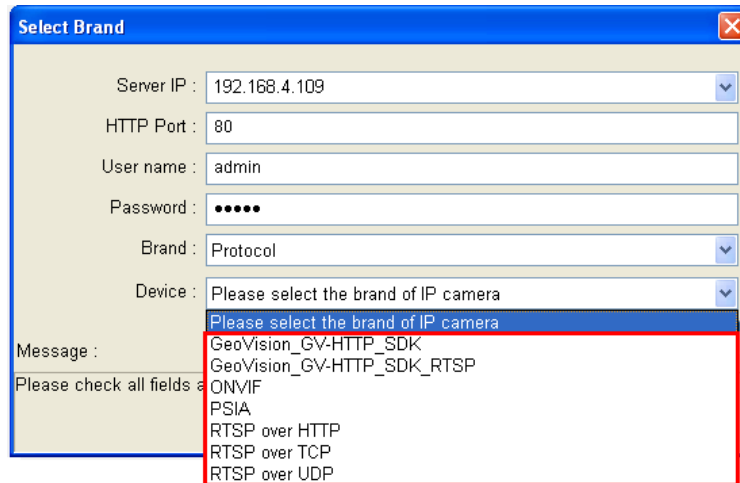 Select Brand
Server IP : 192.168.4.109
HTTP Port : 80
User name : admin
Password : •••••
Brand : Protocol
Device : Please select the brand of IP camera
Please select the brand of IP camera
GeoVision_GV-HTTP_SDK
Message :
GeoVision_GV-HTTP_SDK_RTSP
Please check all fields a
ONVIF
PSIA
RTSP over HTTP
RTSP over TCP
RTSP over UDP